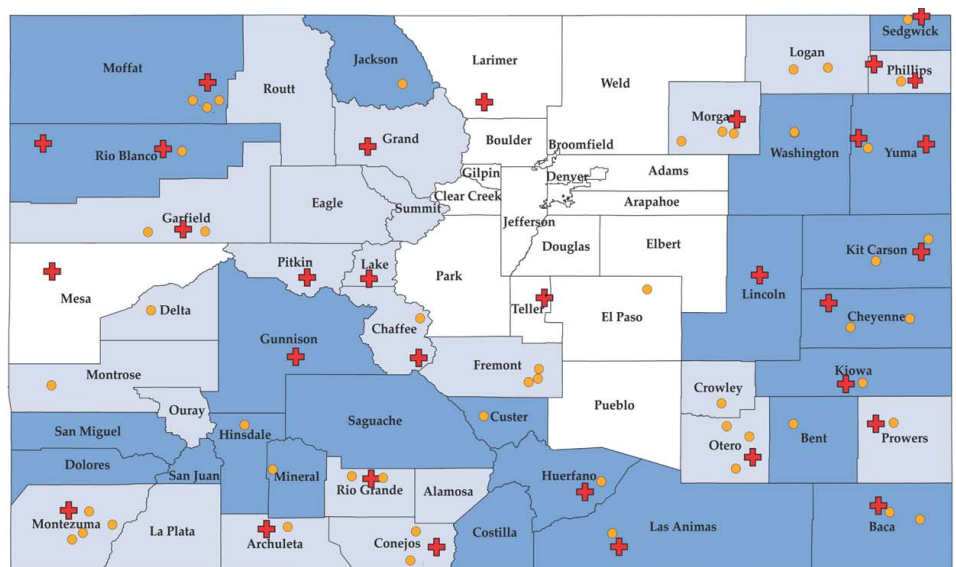 Sedgwick
Logan
Larimer
Jackson
Moffat
Phillips
Weld
Routt
Morgan
Grand
Boulder
Broomfield
Rio Blanco
Washington
Yuma
Gilpin
Adams
Denver
Clear Creek
Eagle
Arapahoe
Summit
Garfield
Jefferson
Elbert
Douglas
Kit Carson
Pitkin
Lake
Park
Lincoln
Mesa
Delta
Teller
El Paso
Cheyenne
Chaffee
Gunnison
Fremont
Kiowa
Montrose
Crowley
Pueblo
Ouray
Custer
Saguache
San Miguel
Hinsdale
Bent
Prowers
Otero
Dolores
San Juan
Mineral
Huerfano
Rio Grande
Alamosa
Montezuma
La Plata
Las Animas
Baca
Costilla
Archuleta
Conejos